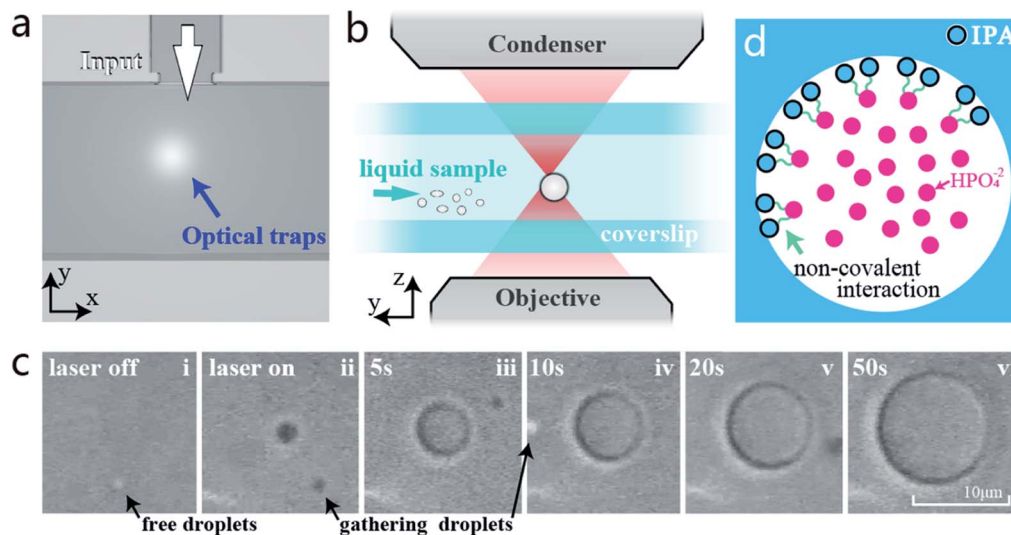 a
Input
Optical traps
y
x
b
Condenser
liquid sample
coverslip
Objective
z
y
d
IPA
HPO₄⁻²
non-covalent
interaction
c
laser off
i
laser on
ii
5s
iii
10s
iv
20s
v
50s
v
free droplets
gathering droplets
10μm